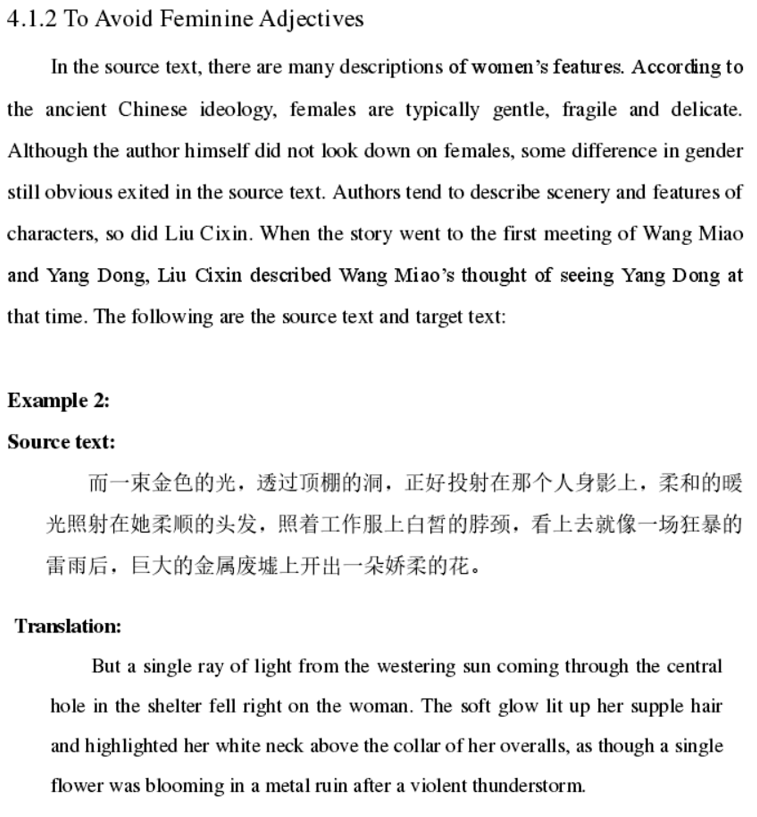 4.1.2 To Avoid Feminine Adjectives
In the source text, there are many descriptions of women's features. According to
the ancient Chinese ideology, females are typically gentle, fragile and delicate.
Although the author himself did not look down on females, some difference in gender
still obvious exited in the source text. Authors tend to describe scenery and features of
characters, so did Liu Cixin. When the story went to the first meeting of Wang Miao
and Yang Dong, Liu Cixin described Wang Miao's thought of seeing Yang Dong at
that time. The following are the source text and target text:
Example 2:
Source text:
而一束金色的光，透过顶棚的洞，正好投射在那个人身影上，柔和的暖
光照射在她柔顺的头发，照着工作服上白皙的脖颈，看上去就像一场狂暴的
雷雨后，巨大的金属废墟上开出一朵娇柔的花。
Translation:
But a single ray of light from the westering sun coming through the central
hole in the shelter fell right on the woman. The soft glow lit up her supple hair
and highlighted her white neck above the collar of her overalls, as though a single
flower was blooming in a metal ruin after a violent thunderstorm.